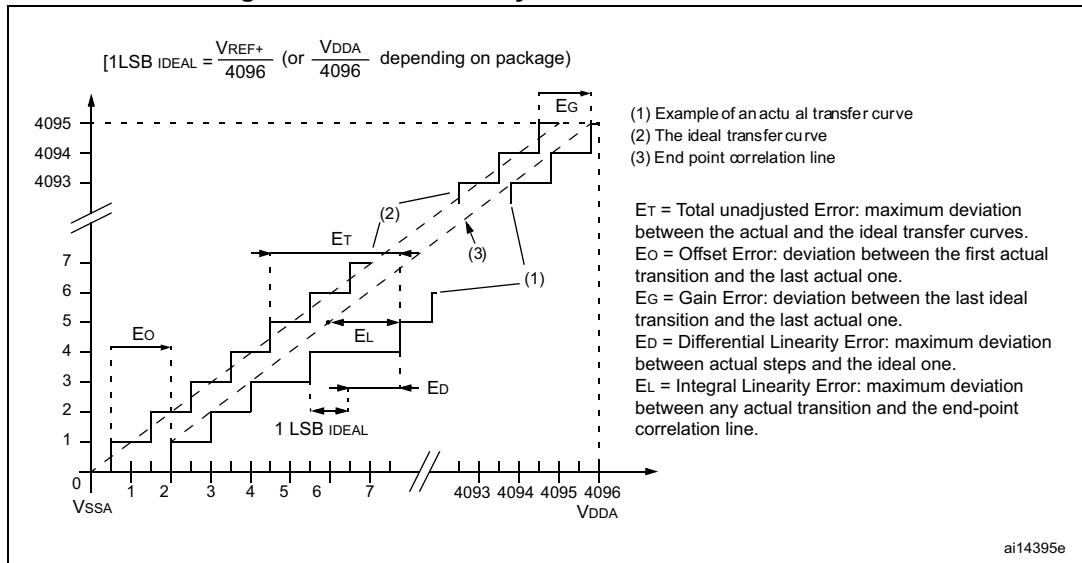 [1LSB IDEAL = VREF+ / 4096 (or VDDA / 4096 depending on package)
EG
4095
4094
4093
7
6
5
4
3
2
1
0
(1) Example of an actu al transfer curve
(2) The ideal transfer curve
(3) End point correlation line
(2)
ET
(3)
(1)
EO
EL
ED
1 LSB IDEAL
ET = Total unadjusted Error: maximum deviation
between the actual and the ideal transfer curves.
EO = Offset Error: deviation between the first actual
transition and the last actual one.
EG = Gain Error: deviation between the last ideal
transition and the last actual one.
ED = Differential Linearity Error: maximum deviation
between actual steps and the ideal one.
EL = Integral Linearity Error: maximum deviation
between any actual transition and the end-point
correlation line.
1 2 3 4 5 6 7 4093 4094 4095 4096
VSSA
VDDA
ai14395e